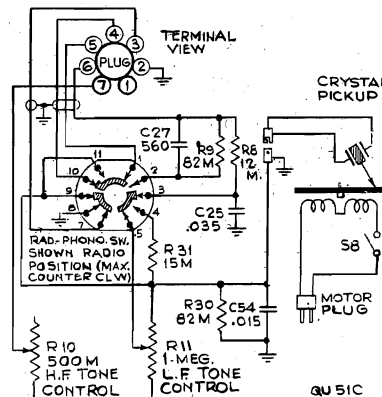 4
5
3
TERMINAL
VIEW
6
PLUG
2
7
1
CRYSTAL
PICKUP
C27
560
R9
82M
R8
12
M
11
1
10
2
9
3
8
4
7
5
C25
.035
RAD-PHONO. SW.
SHOWN RADIO
POSITION (MAX.
COUNTER CLW)
R31
15M
S8
R30
82M
C54
.015
MOTOR
PLUG
R10
500M
H.F TONE
CONTROL
R11
1-MEG.
L.F TONE
CONTROL
QU51C